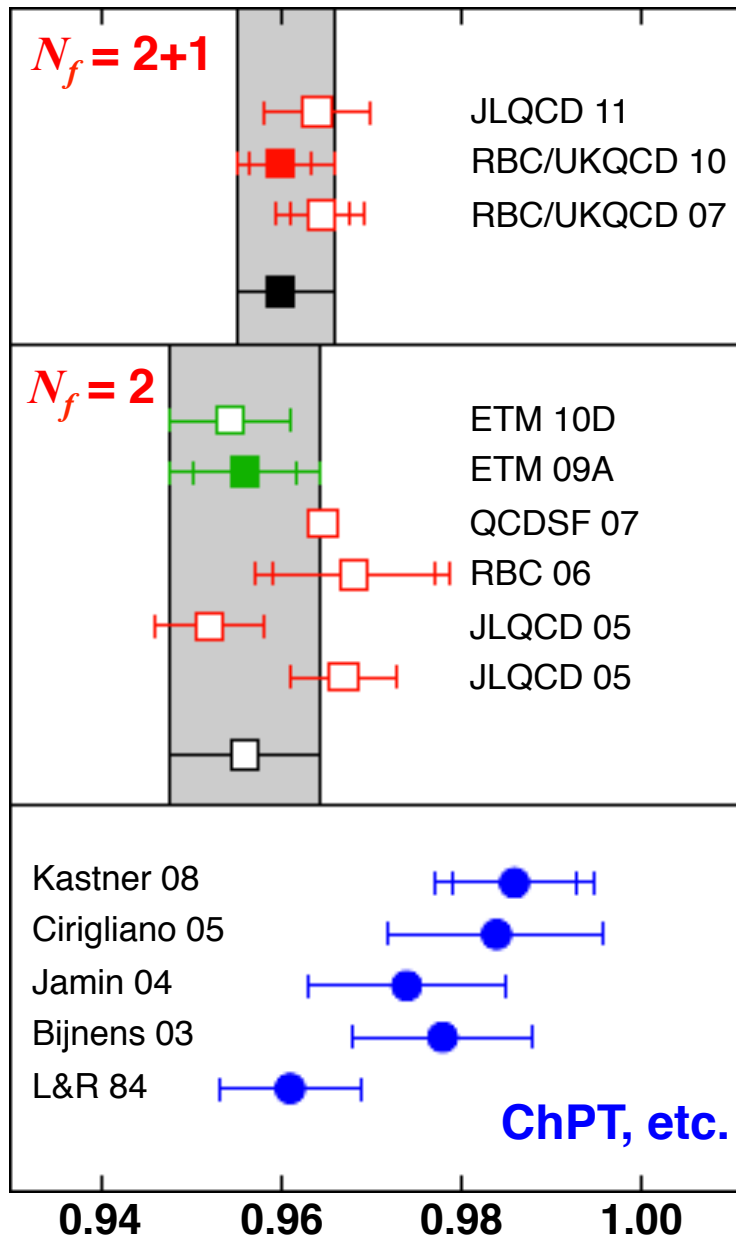 N_f = 2+1
JLQCD 11
RBC/UKQCD 10
RBC/UKQCD 07
N_f = 2
ETM 10D
ETM 09A
QCDSF 07
RBC 06
JLQCD 05
JLQCD 05
Kastner 08
Cirigliano 05
Jamin 04
Bijnens 03
L&R 84
ChPT, etc.
0.94 0.96 0.98 1.00